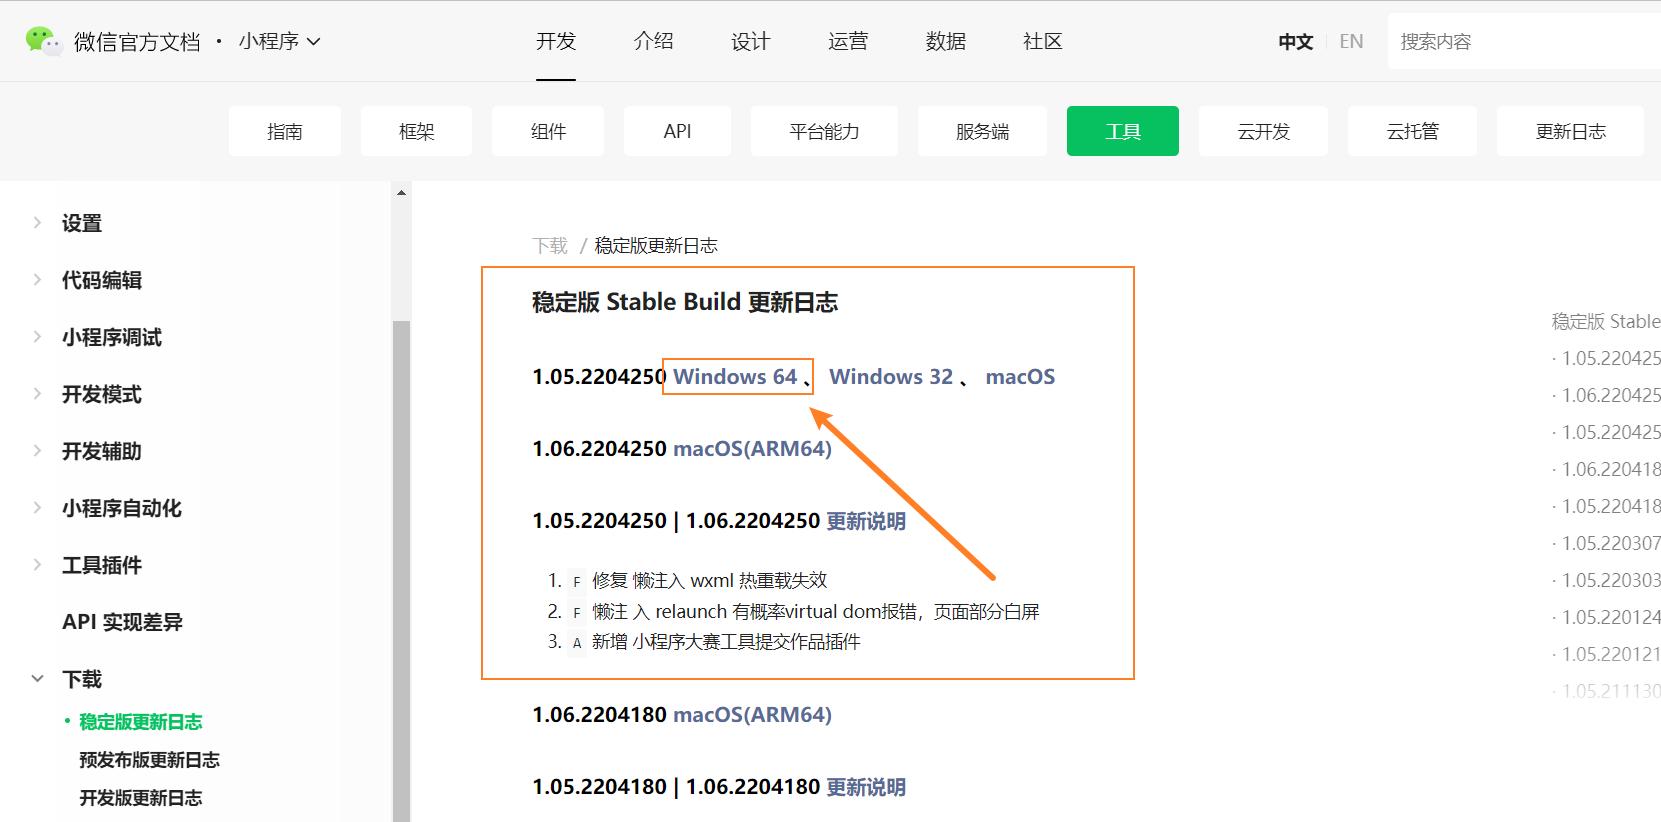 微信官方文档 · 小程序
开发 介绍 设计 运营 数据 社区
中文 EN 搜索内容
指南 框架 组件 API 平台能力 服务端 工具 云开发 云托管 更新日志
设置
代码编辑
小程序调试
开发模式
开发辅助
小程序自动化
工具插件
API 实现差异
下载
· 稳定版更新日志
预发布版更新日志
开发版更新日志
下载 / 稳定版更新日志
稳定版 Stable Build 更新日志
1.05.2204250 Windows 64 、 Windows 32 、 macOS
1.06.2204250 macOS(ARM64)
1.05.2204250 | 1.06.2204250 更新说明
1. F 修复 懒注入 wxml 热重载失效
2. F 懒注 入 relaunch 有概率virtual dom报错，页面部分白屏
3. A 新增 小程序大赛工具提交作品插件
1.06.2204180 macOS(ARM64)
1.05.2204180 | 1.06.2204180 更新说明
稳定版 Stable
· 1.05.220425
· 1.06.220425
· 1.05.220425
· 1.06.220418
· 1.05.220418
· 1.05.220307
· 1.05.220303
· 1.05.220124
· 1.05.220121
· 1.05.211130